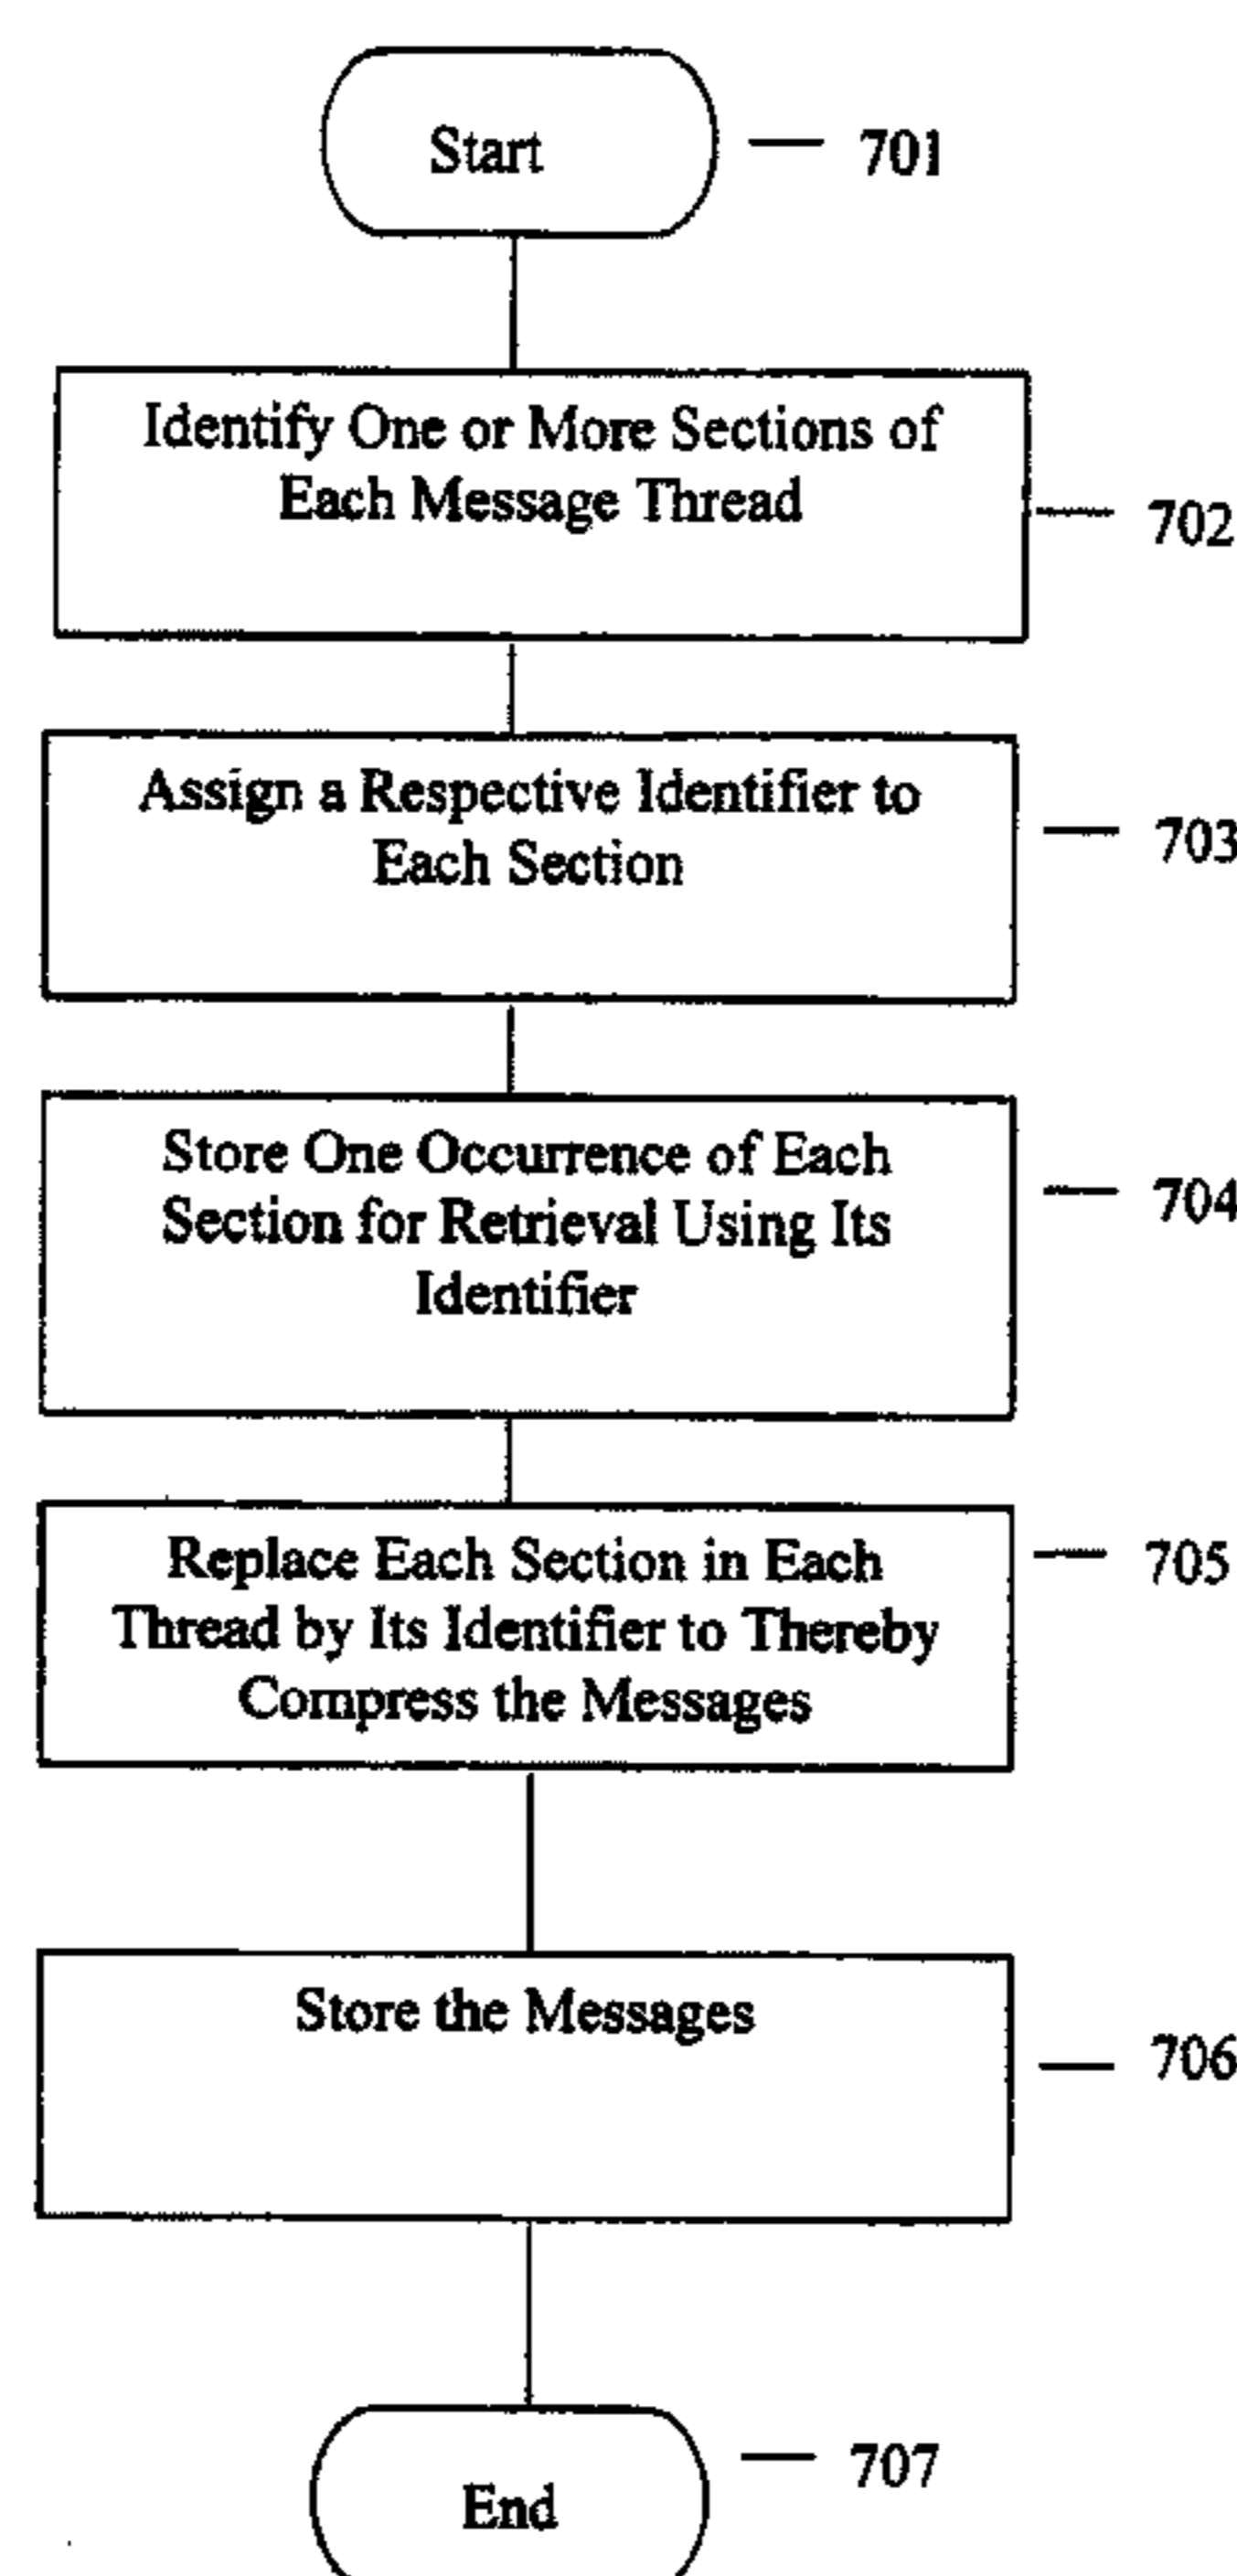 Start
701
Identify One or More Sections of
Each Message Thread
702
Assign a Respective Identifier to
Each Section
703
Store One Occurrence of Each
Section for Retrieval Using Its
Identifier
704
Replace Each Section in Each
Thread by Its Identifier to Thereby
Compress the Messages
705
Store the Messages
706
End
707